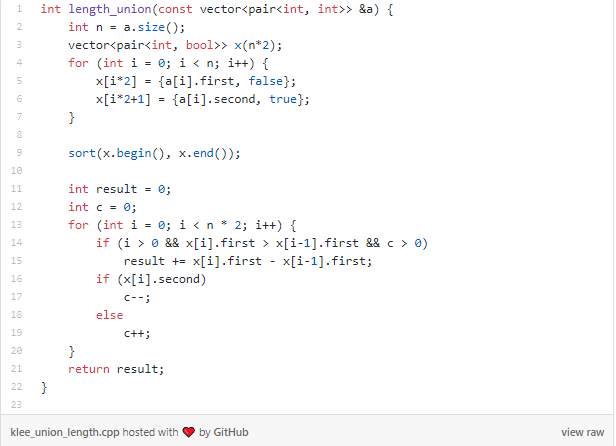 1 int length_union(const vector<pair<int, int>> &a) {
2     int n = a.size();
3     vector<pair<int, bool>> x(n*2);
4     for (int i = 0; i < n; i++) {
5         x[i*2] = {a[i].first, false};
6         x[i*2+1] = {a[i].second, true};
7     }
8
9     sort(x.begin(), x.end());
10
11     int result = 0;
12     int c = 0;
13     for (int i = 0; i < n * 2; i++) {
14         if (i > 0 && x[i].first > x[i-1].first && c > 0)
15             result += x[i].first - x[i-1].first;
16         if (x[i].second)
17             c--;
18         else
19             c++;
20     }
21     return result;
22 }
23
klee_union_length.cpp hosted with ❤ by GitHub view raw